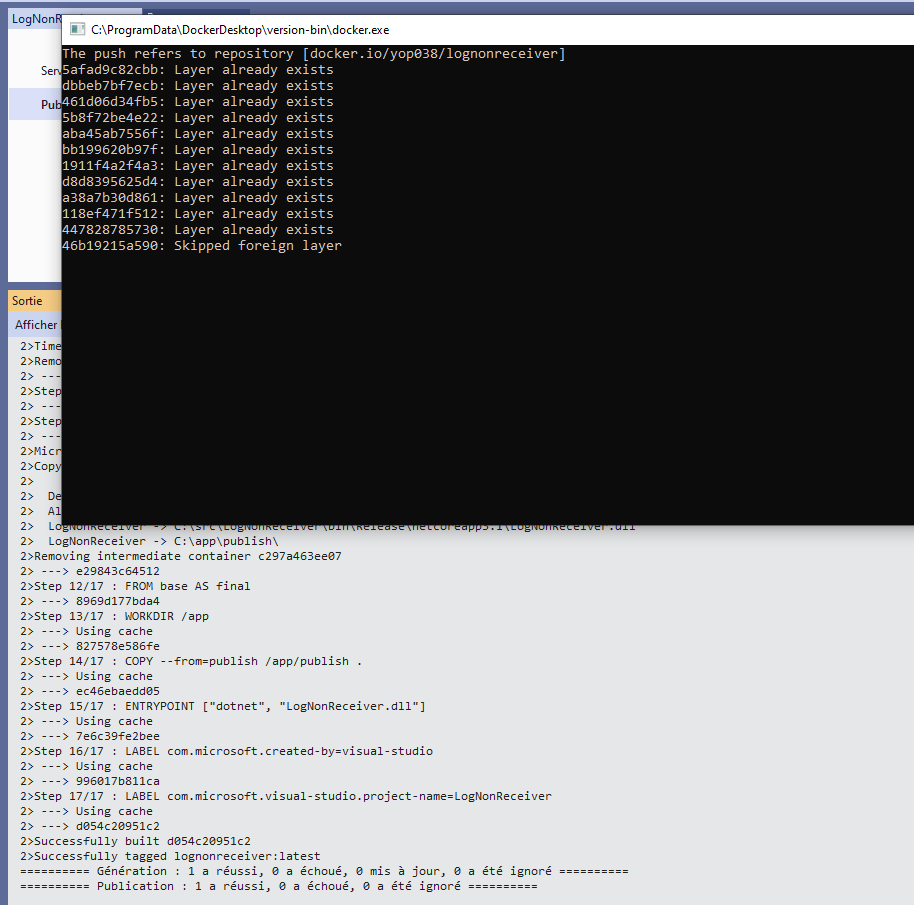 LogNonR
C:\ProgramData\DockerDesktop\version-bin\docker.exe
Serv
Pub
The push refers to repository [docker.io/yop038/lognonreceiver]
5afad9c82cbb: Layer already exists
dbbeb7bf7ecb: Layer already exists
461d06d34fb5: Layer already exists
5b8f72be4e22: Layer already exists
aba45ab7556f: Layer already exists
bb199620b97f: Layer already exists
1911f4a2f4a3: Layer already exists
d8d8395625d4: Layer already exists
a38a7b30d861: Layer already exists
118ef471f512: Layer already exists
447828785730: Layer already exists
46b19215a590: Skipped foreign layer
Sortie
Afficher
2>Time
2>Remo
2> ---
2>Step
2> ---
2>Step
2> ---
2>Micr
2>Copy
2>
2>  De
2>  Al
2>  LogNonReceiver -> C:\src\LogNonReceiver\bin\Release\netcoreapp3.1\LogNonReceiver.dll
2>  LogNonReceiver -> C:\app\publish\
2>Removing intermediate container c297a463ee07
2> ---> e29843c64512
2>Step 12/17 : FROM base AS final
2> ---> 8969d177bda4
2>Step 13/17 : WORKDIR /app
2> ---> Using cache
2> ---> 827578e586fe
2>Step 14/17 : COPY --from=publish /app/publish .
2> ---> Using cache
2> ---> ec46ebaedd05
2>Step 15/17 : ENTRYPOINT ["dotnet", "LogNonReceiver.dll"]
2> ---> Using cache
2> ---> 7e6c39fe2bee
2>Step 16/17 : LABEL com.microsoft.created-by=visual-studio
2> ---> Using cache
2> ---> 996017b811ca
2>Step 17/17 : LABEL com.microsoft.visual-studio.project-name=LogNonReceiver
2> ---> Using cache
2> ---> d054c20951c2
2>Successfully built d054c20951c2
2>Successfully tagged lognonreceiver:latest
========== Génération : 1 a réussi, 0 a échoué, 0 mis à jour, 0 a été ignoré ==========
========== Publication : 1 a réussi, 0 a échoué, 0 a été ignoré ==========